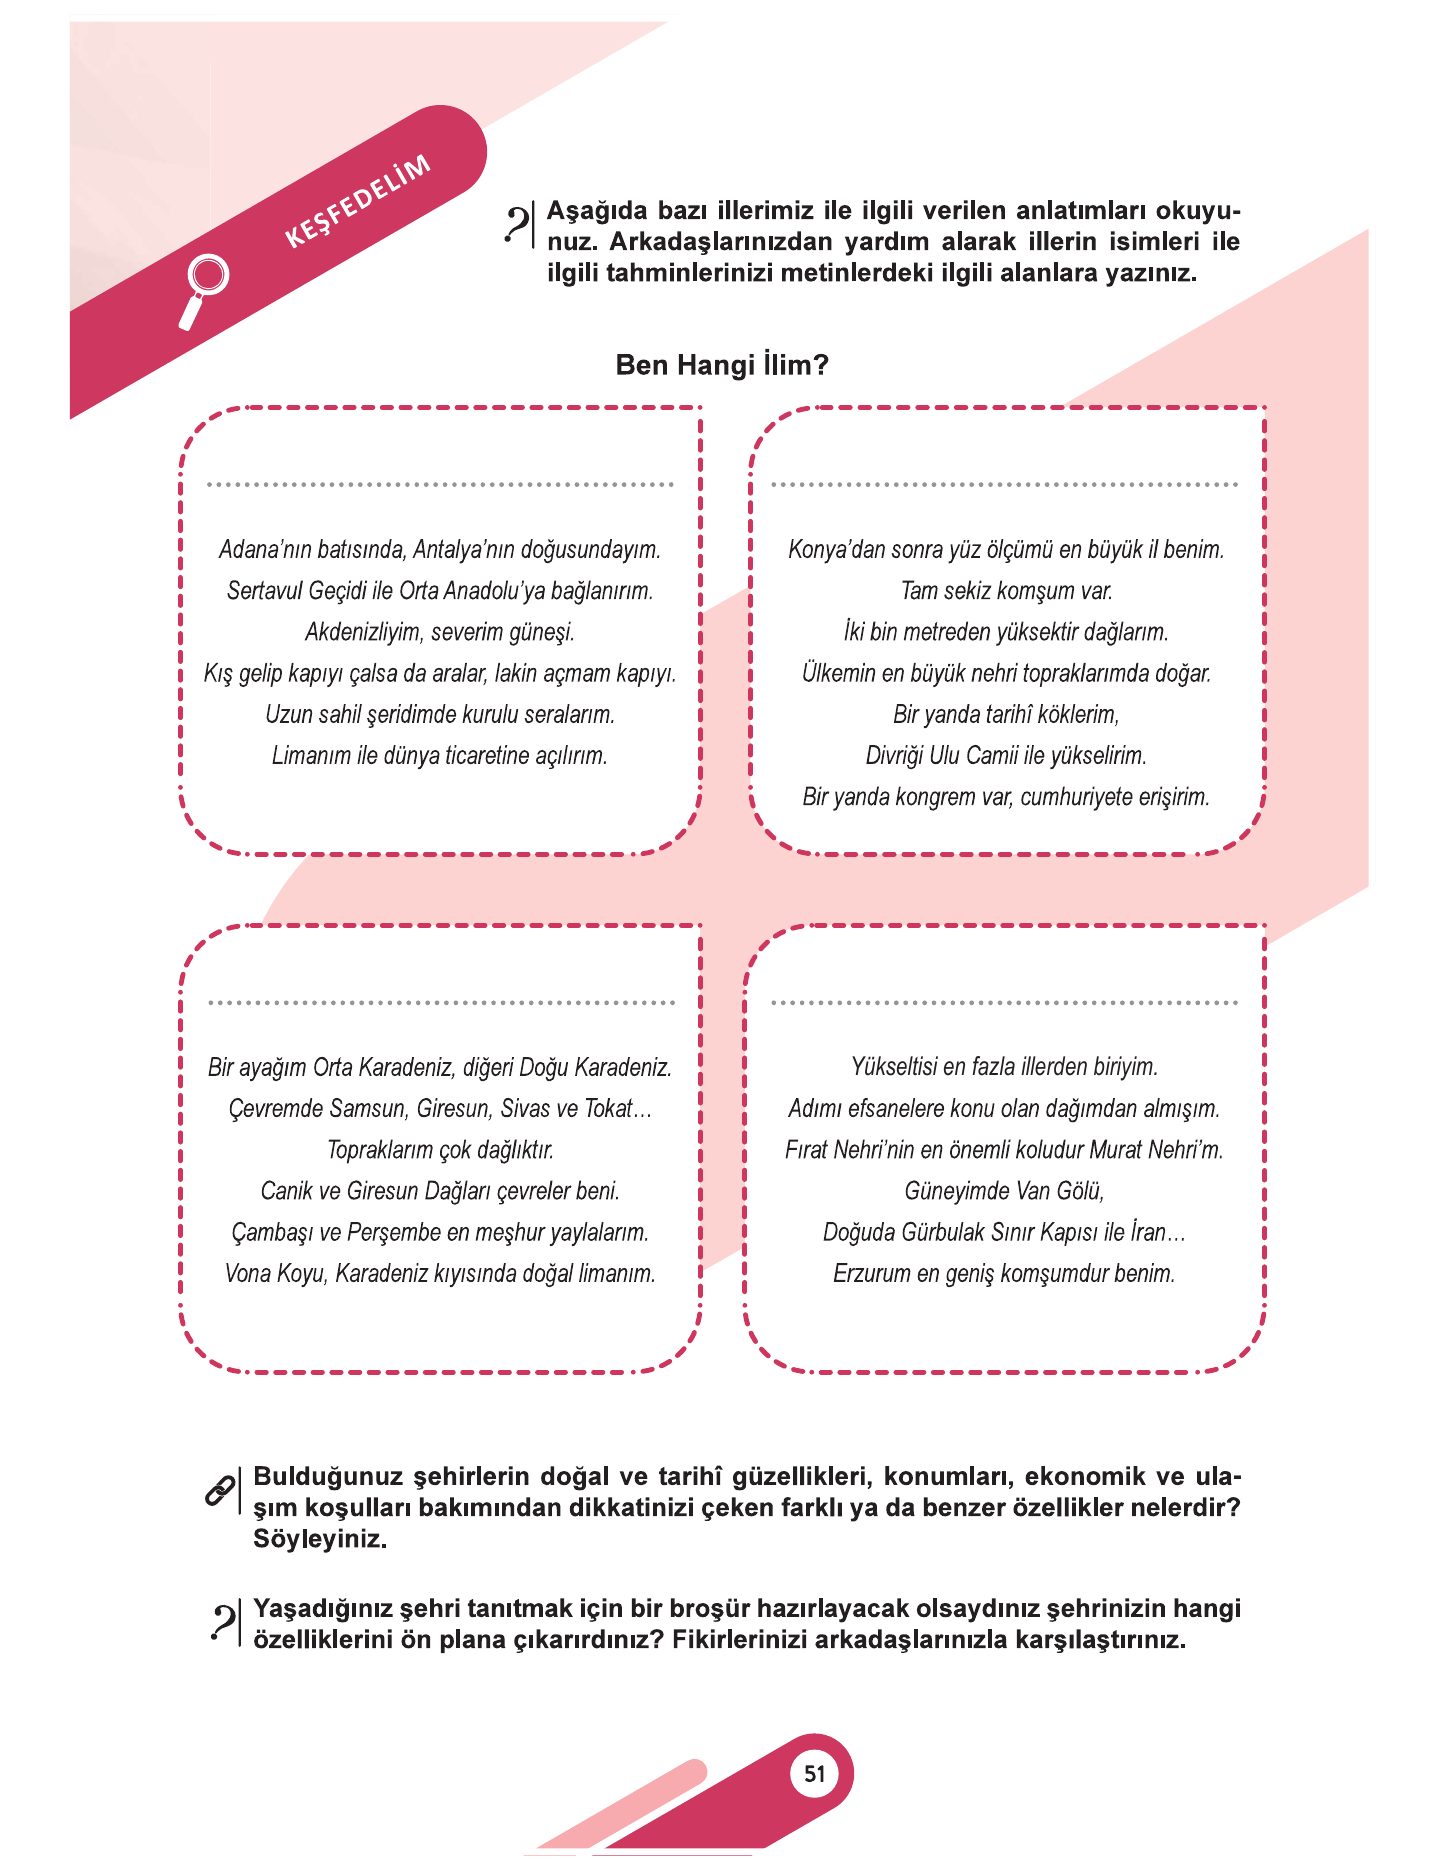 KEŞFEDELİM
Aşağıda bazı illerimiz ile ilgili verilen anlatımları okuyu-
nuz. Arkadaşlarınızdan yardım alarak illerin isimleri ile
ilgili tahminlerinizi metinlerdeki ilgili alanlara yazınız.
Ben Hangi İlim?
Adana’nın batısında, Antalya’nın doğusundayım.
Sertavul Geçidi ile Orta Anadolu’ya bağlanırım.
Akdenizliyim, severim güneşi.
Kış gelip kapıyı çalsa da aralar, lakin açmam kapıyı.
Uzun sahil şeridimde kurulu seralarım.
Limanım ile dünya ticaretine açılırım.
Konya’dan sonra yüz ölçümü en büyük il benim.
Tam sekiz komşum var.
İki bin metreden yüksektir dağlarım.
Ülkemin en büyük nehri topraklarımda doğar.
Bir yanda tarihî köklerim,
Divriği Ulu Camii ile yükselirim.
Bir yanda kongrem var, cumhuriyete erişirim.
Bir ayağım Orta Karadeniz, diğeri Doğu Karadeniz.
Çevremde Samsun, Giresun, Sivas ve Tokat…
Topraklarım çok dağlıktır.
Canik ve Giresun Dağları çevreler beni.
Çambaşı ve Perşembe en meşhur yaylalarım.
Vona Koyu, Karadeniz kıyısında doğal limanım.
Yükseltisi en fazla illerden biriyim.
Adımı efsanelere konu olan dağımdan almışım.
Fırat Nehri’nin en önemli koludur Murat Nehri’m.
Güneyimde Van Gölü,
Doğuda Gürbulak Sınır Kapısı ile İran…
Erzurum en geniş komşumdur benim.
Bulduğunuz şehirlerin doğal ve tarihî güzellikleri, konumları, ekonomik ve ula-
şım koşulları bakımından dikkatinizi çeken farklı ya da benzer özellikler nelerdir?
Söyleyiniz.
Yaşadığınız şehri tanıtmak için bir broşür hazırlayacak olsaydınız şehrinizin hangi
özelliklerini ön plana çıkarırdınız? Fikirlerinizi arkadaşlarınızla karşılaştırınız.
51